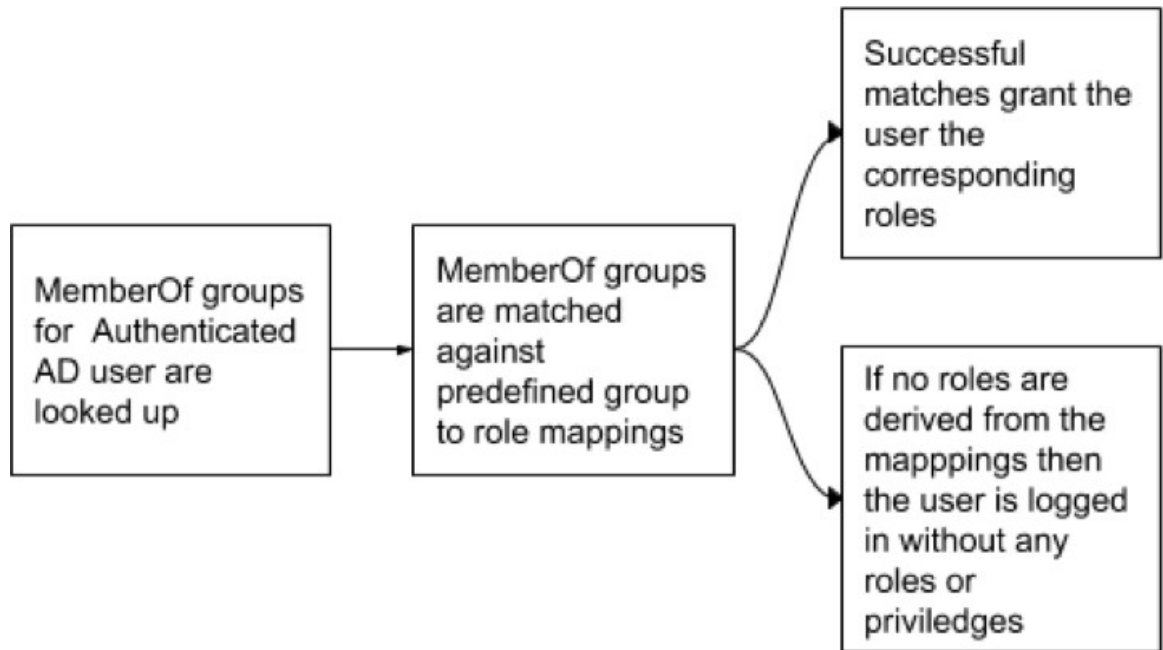 MemberOf groups
for  Authenticated
AD user are
looked up
MemberOf groups
are matched
against
predefined group
to role mappings
Successful
matches grant the
user the
corresponding
roles
If no roles are
derived from the
mapppings then
the user is logged
in without any
roles or
priviledges